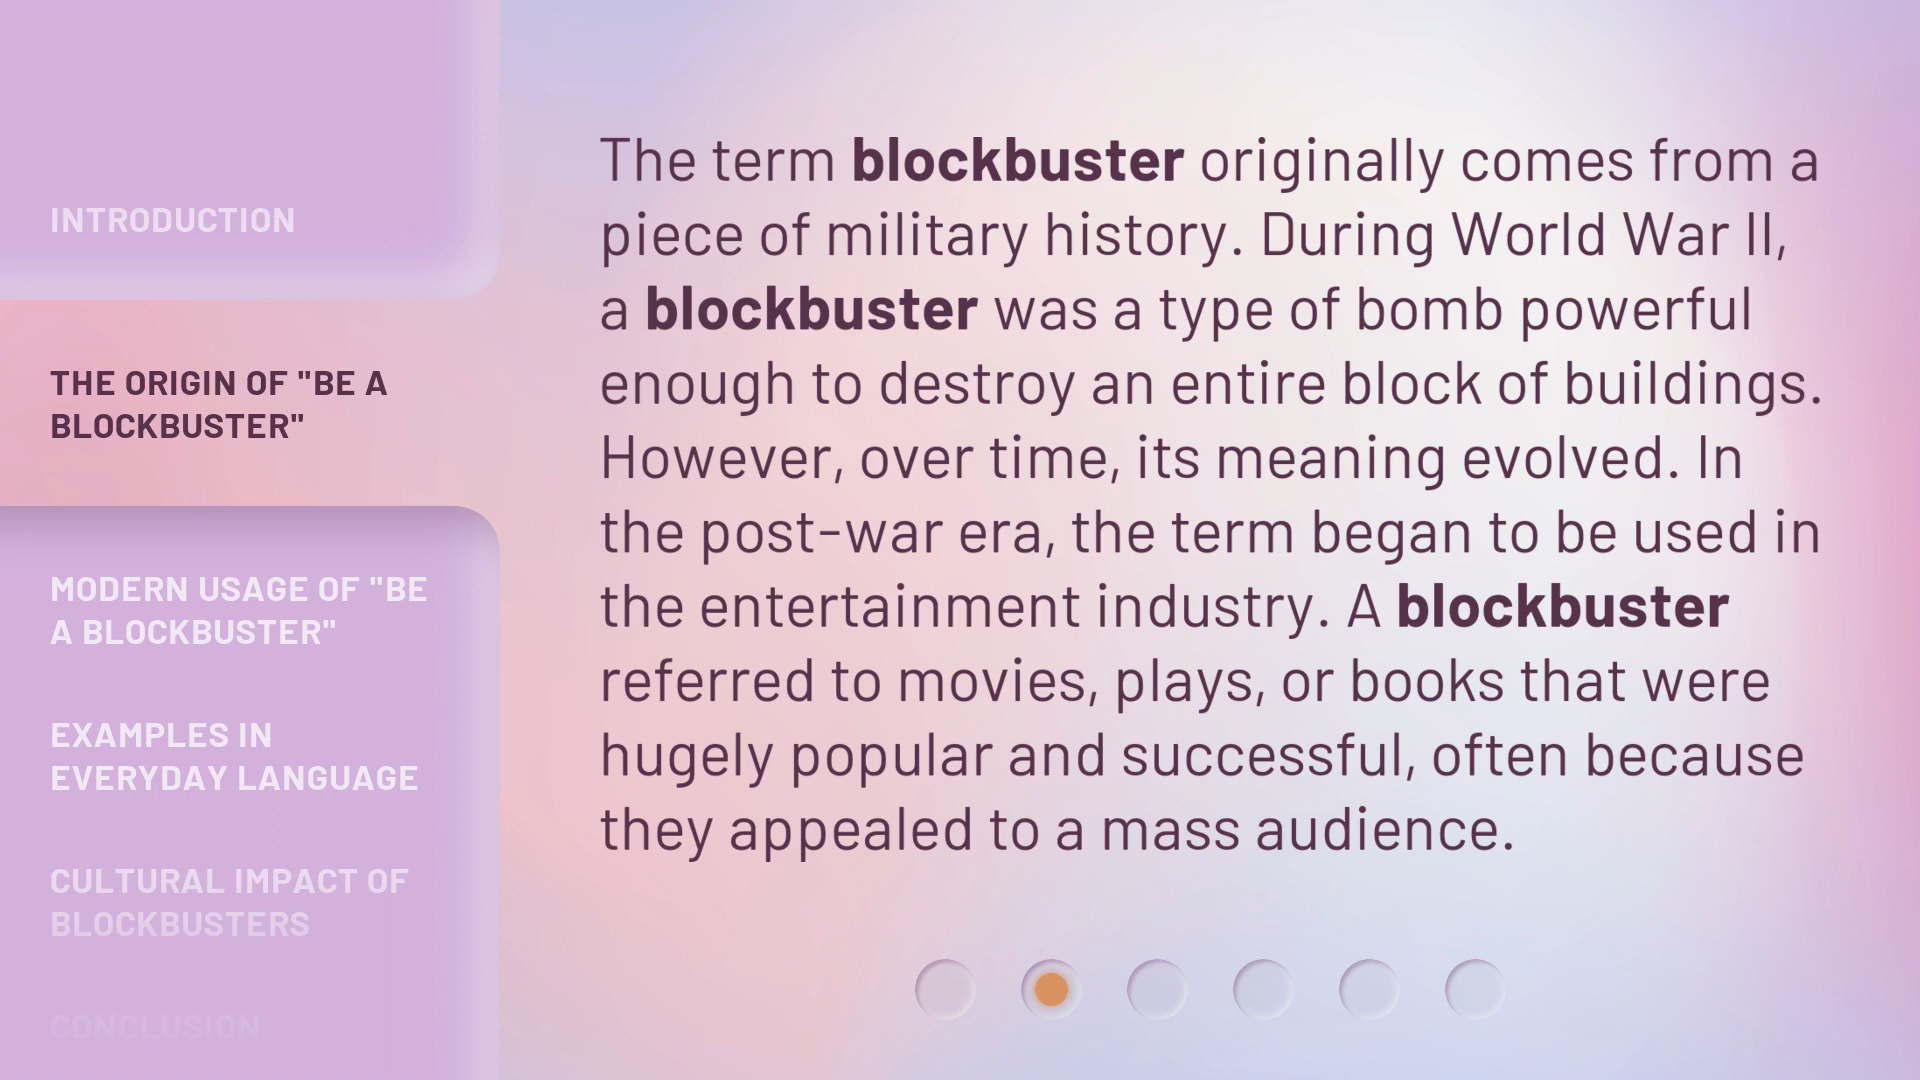 INTRODUCTION
THE ORIGIN OF "BE A
BLOCKBUSTER"
MODERN USAGE OF "BE
A BLOCKBUSTER"
EXAMPLES IN
EVERYDAY LANGUAGE
CULTURAL IMPACT OF
BLOCKBUSTERS
CONCLUSION
The term blockbuster originally comes from a
piece of military history. During World War II,
a blockbuster was a type of bomb powerful
enough to destroy an entire block of buildings.
However, over time, its meaning evolved. In
the post-war era, the term began to be used in
the entertainment industry. A blockbuster
referred to movies, plays, or books that were
hugely popular and successful, often because
they appealed to a mass audience.